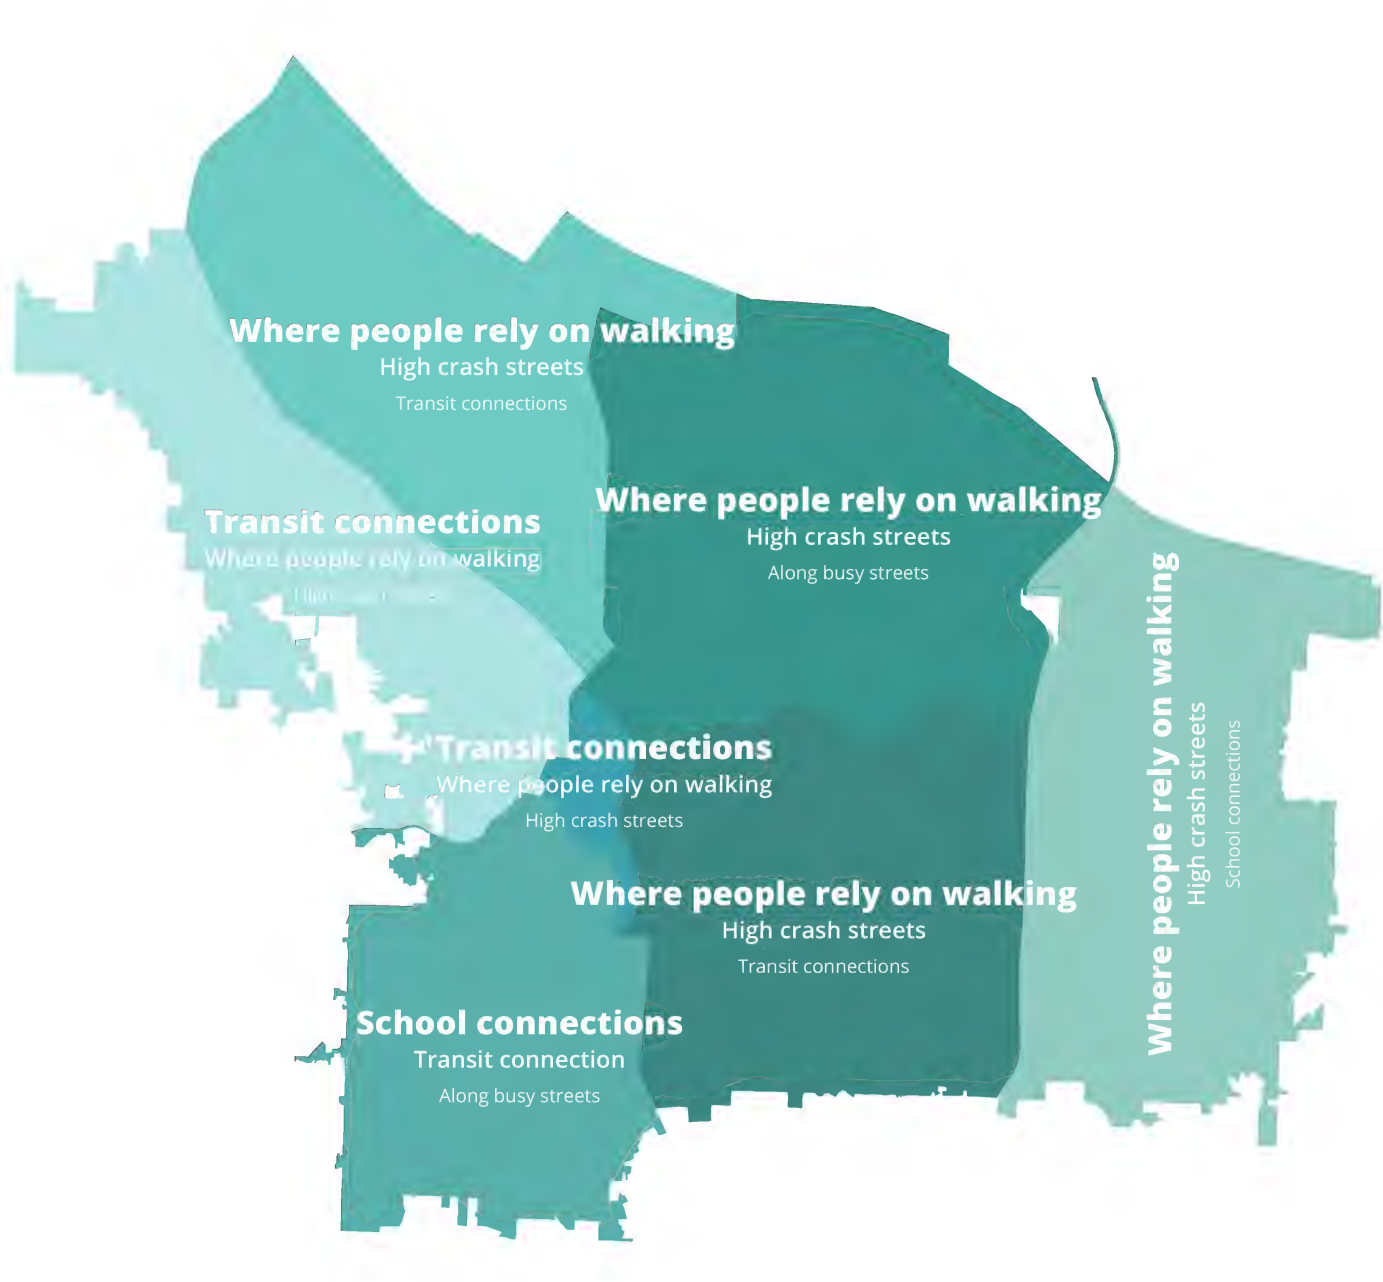 Where people rely on walking
High crash streets
Transit connections
Where people rely on walking
High crash streets
Along busy streets
Transit connections
Where people rely on walking
Transit connections
Where people rely on walking
High crash streets
Where people rely on walking
High crash streets
Transit connections
School connections
Transit connection
Along busy streets
Where people rely on walking
High crash streets
School connections